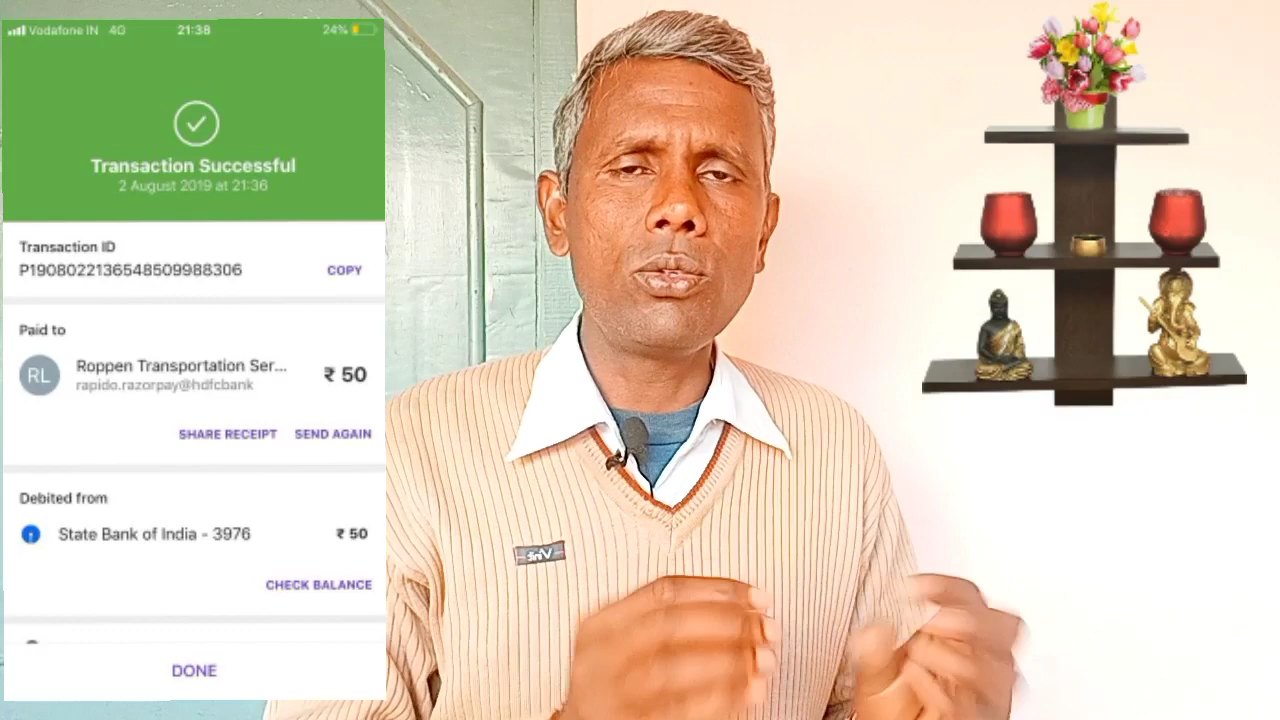 Vodafone IN 4G 21:38 24%
Transaction Successful
2 August 2019 at 21:36
Transaction ID
P1908022136548509988306 COPY
Paid to
RL Roppen Transportation Ser... ₹ 50
rapido.razorpay@hdfcbank
SHARE RECEIPT SEND AGAIN
Debited from
State Bank of India - 3976 ₹ 50
CHECK BALANCE
DONE